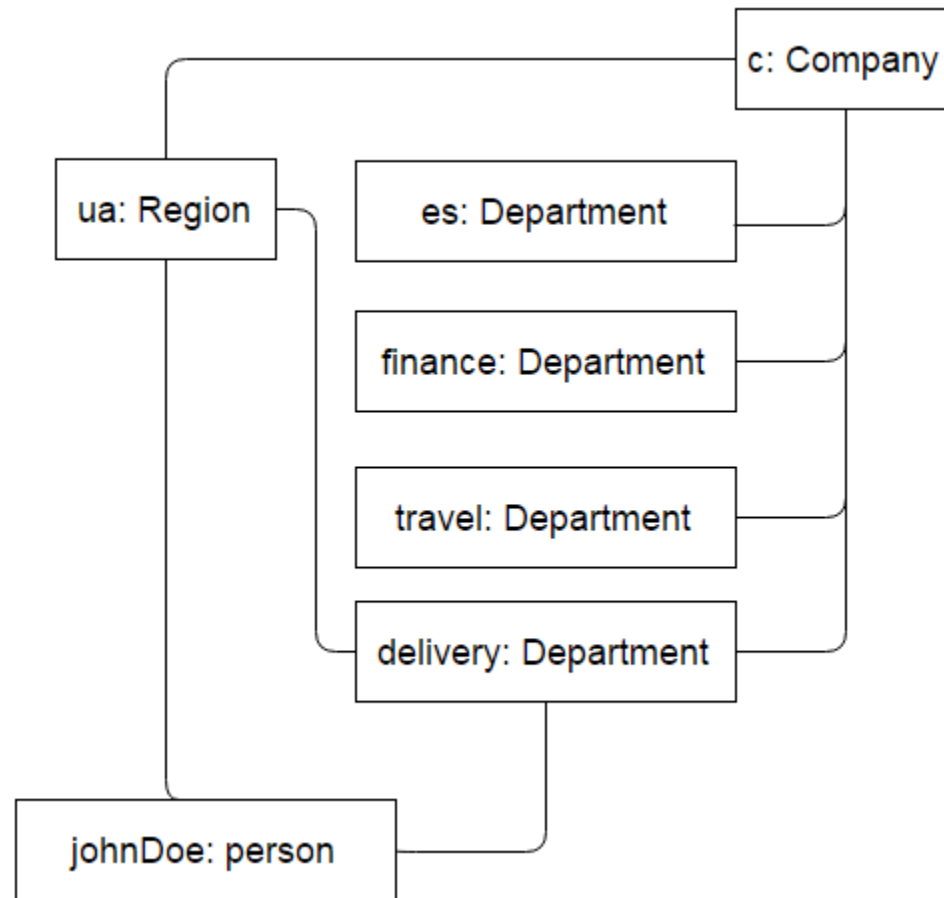 c: Company
ua: Region
es: Department
finance: Department
travel: Department
delivery: Department
johnDoe: person